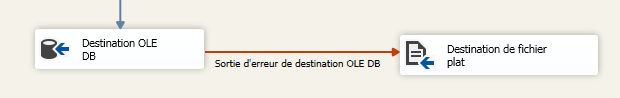 Destination OLE
DB
Sortie d'erreur de destination OLE DB
Destination de fichier
plat